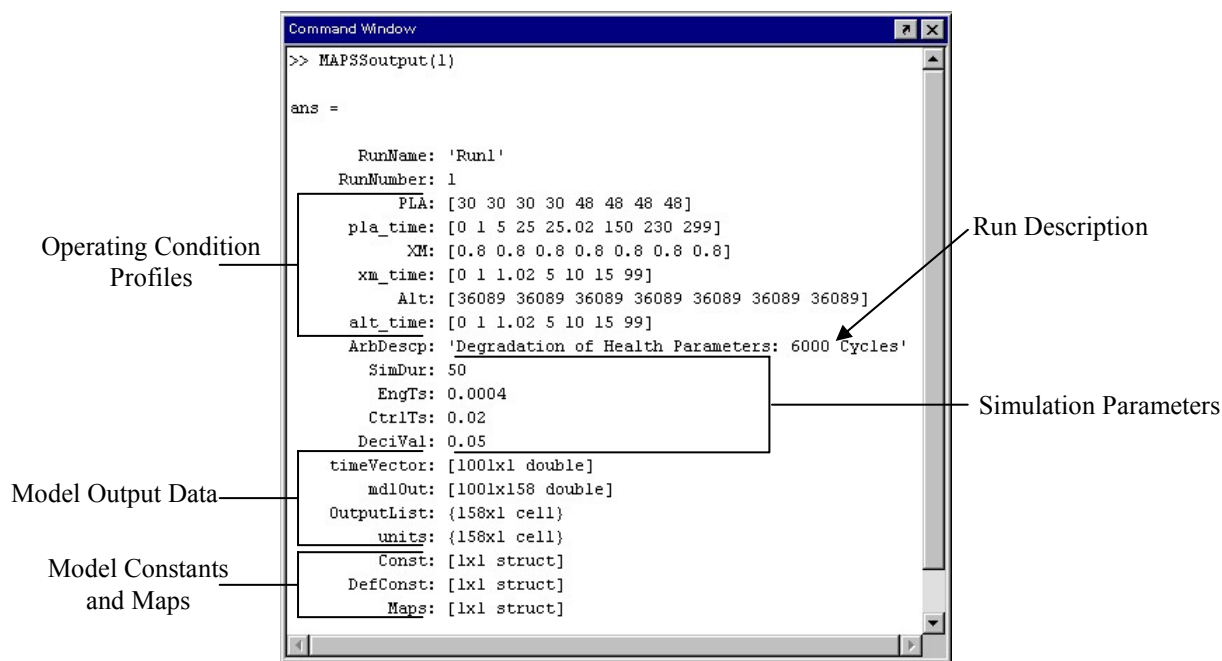 Command Window
>> MAPSSoutput(1)
ans =
RunName: 'Run1'
RunNumber: 1
PLA: [30 30 30 30 48 48 48 48]
pla_time: [0 1 5 25 25.02 150 230 299]
XM: [0.8 0.8 0.8 0.8 0.8 0.8 0.8]
xm_time: [0 1 1.02 5 10 15 99]
Alt: [36089 36089 36089 36089 36089 36089 36089]
alt_time: [0 1 1.02 5 10 15 99]
ArbDescp: 'Degradation of Health Parameters: 6000 Cycles'
SimDur: 50
EngTs: 0.0004
CtrlTs: 0.02
DeciVal: 0.05
timeVector: [1001x1 double]
mdlOut: [1001x158 double]
OutputList: {158x1 cell}
units: {158x1 cell}
Const: [1x1 struct]
DefConst: [1x1 struct]
Maps: [1x1 struct]
Operating Condition
Profiles
Model Output Data
Model Constants
and Maps
Run Description
Simulation Parameters